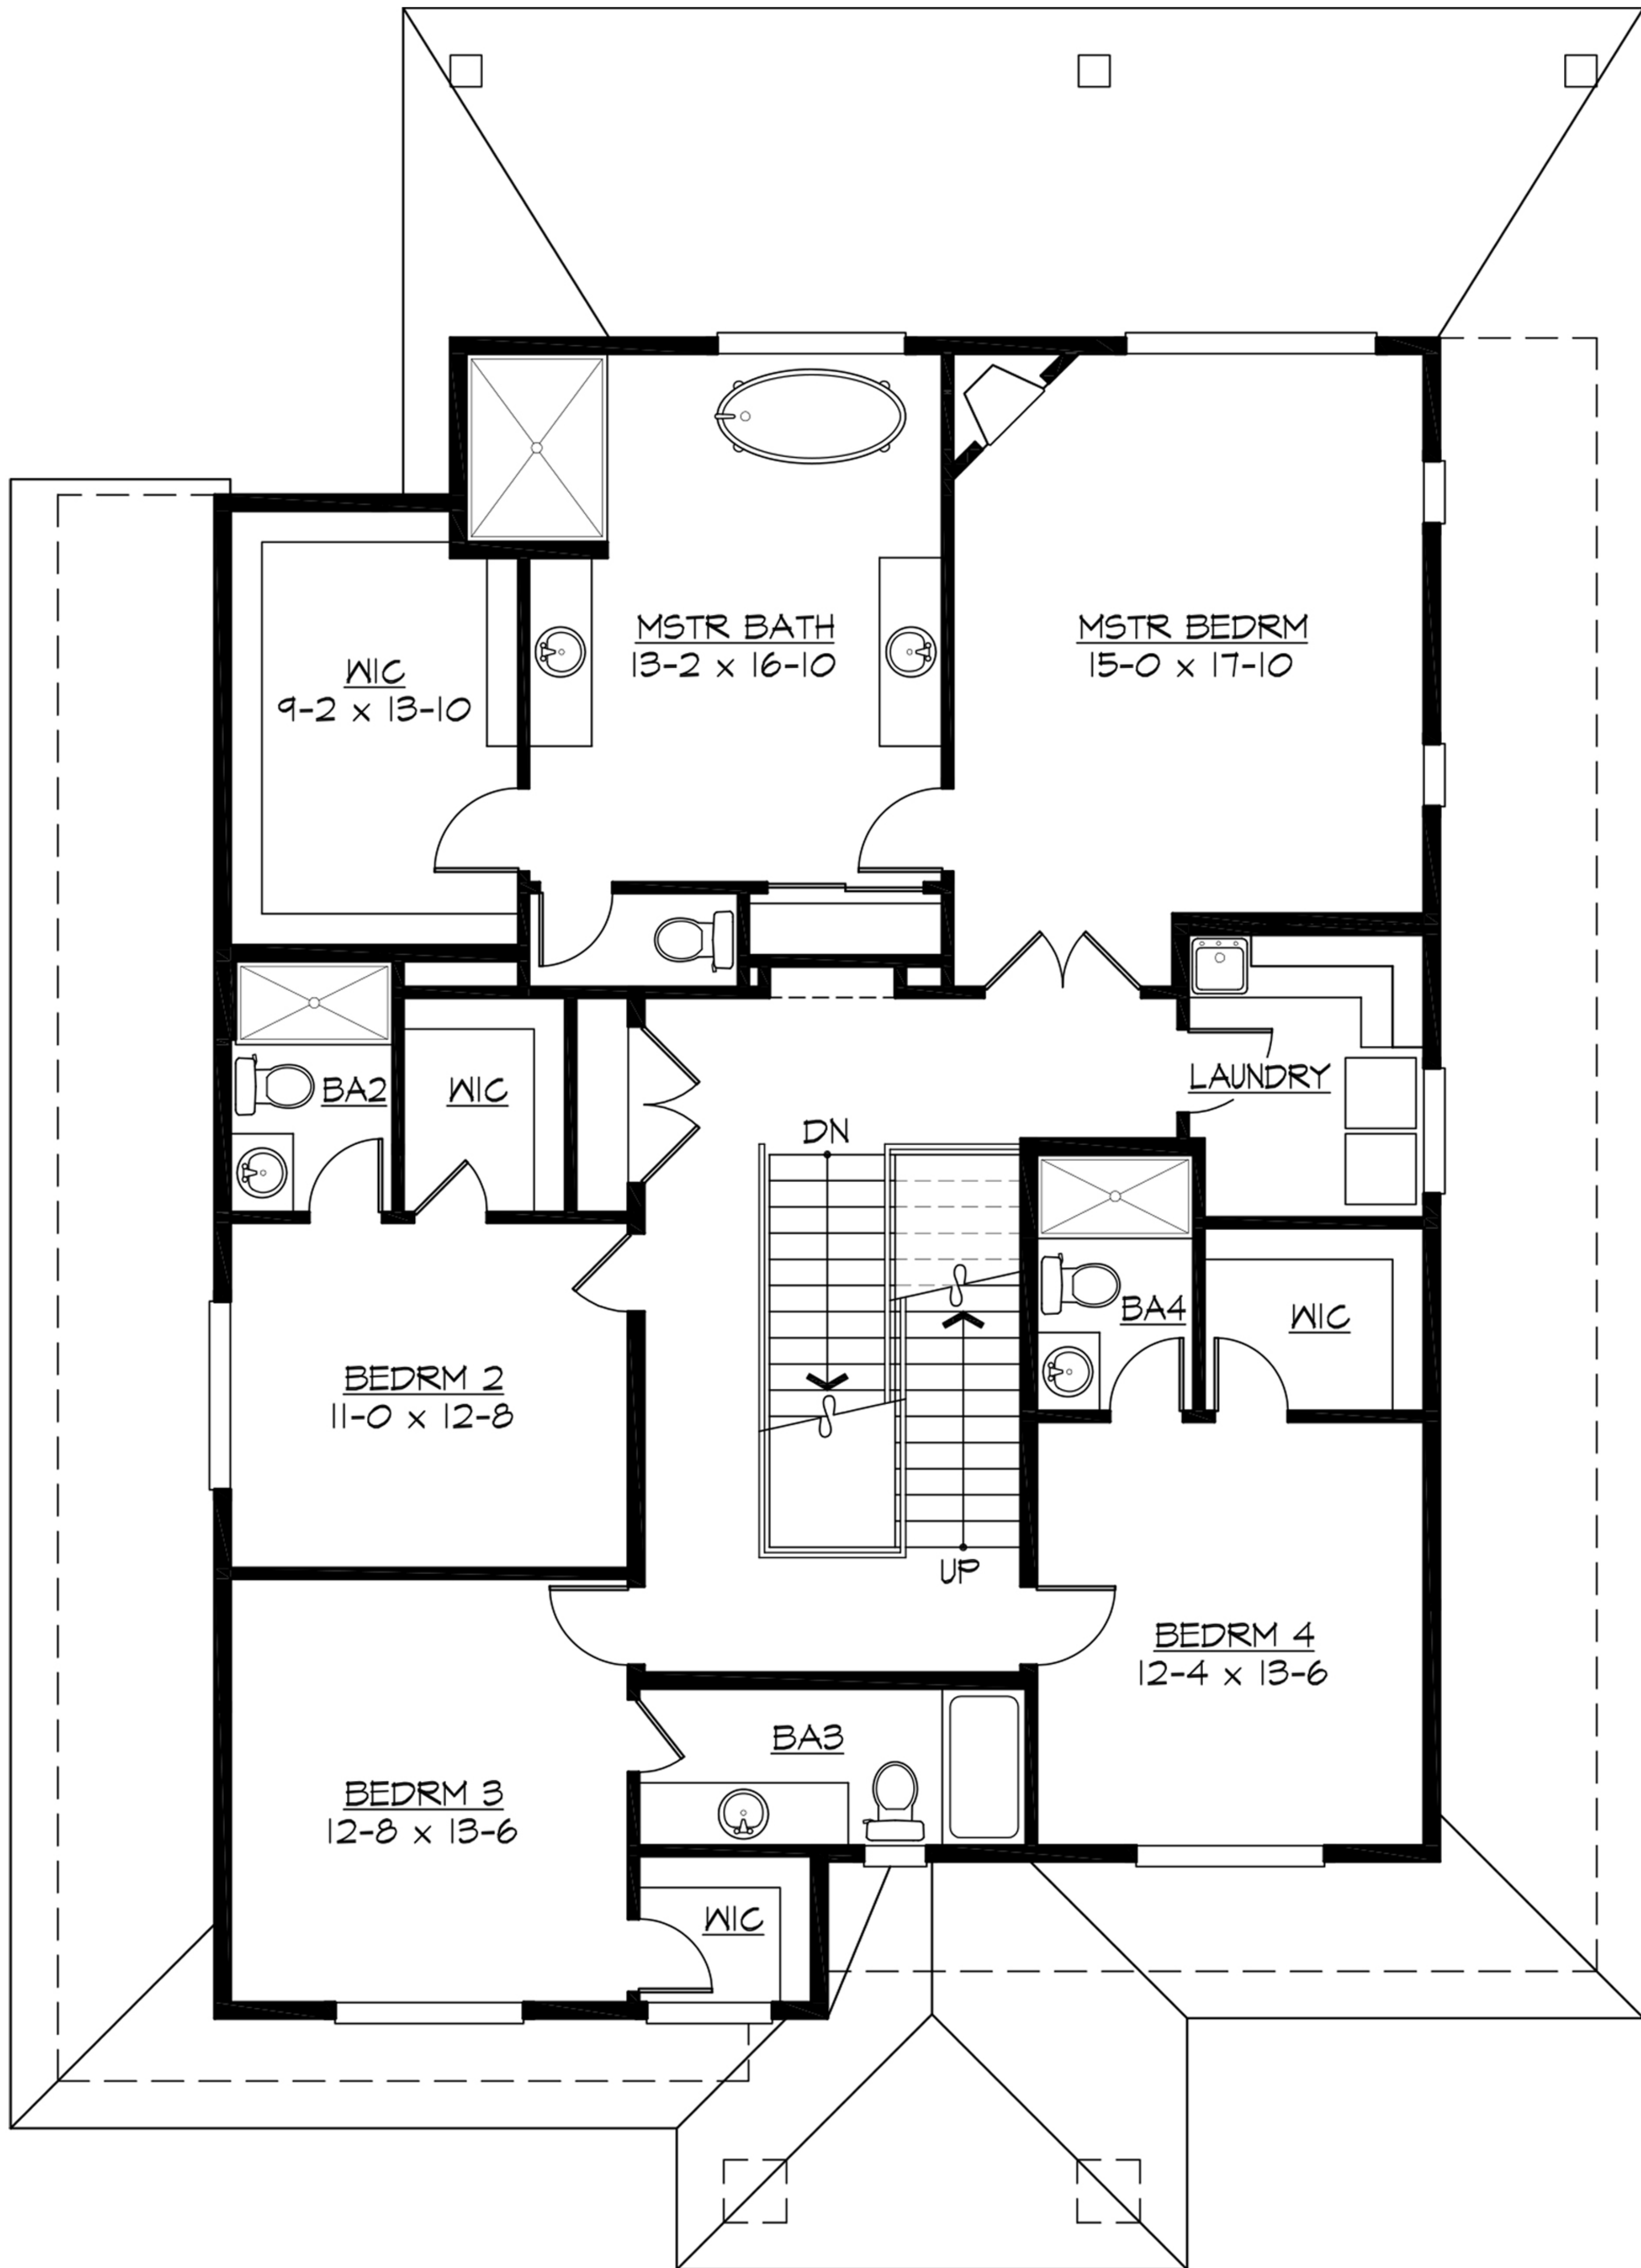 MSTR BATH
13-2 x 16-10
MSTR BEDRM
15-0 x 17-10
WIC
9-2 x 13-10
BA2
WIC
LAUNDRY
DN
BA4
WIC
BEDRM 2
11-0 x 12-8
UP
BEDRM 4
12-4 x 13-6
BA3
BEDRM 3
12-8 x 13-6
WIC